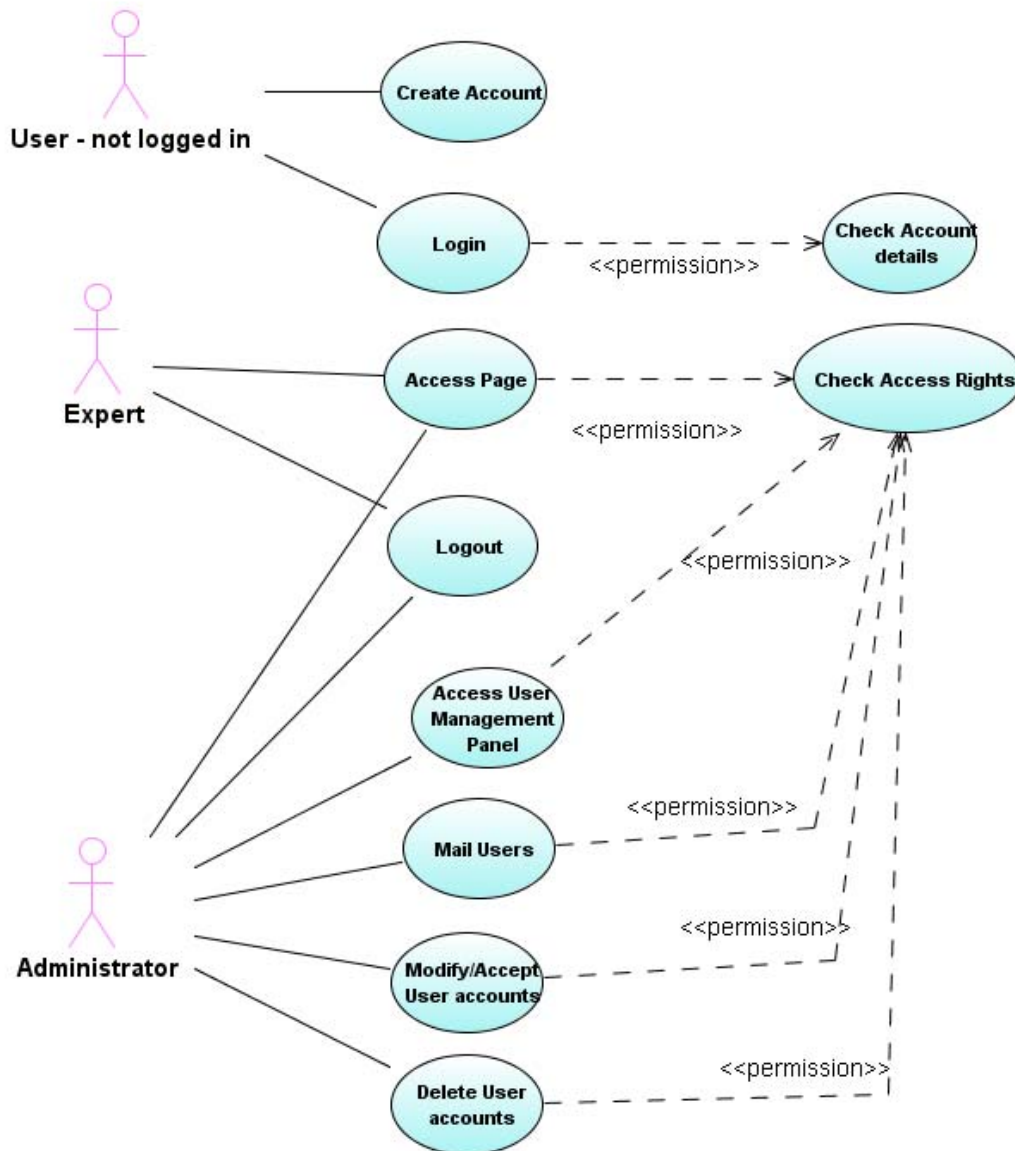 Create Account
User - not logged in
Login
Check Account
details
<<permission>>
Expert
Access Page
Check Access Rights
<<permission>>
Logout
<<permission>>
Access User
Management
Panel
<<permission>>
Mail Users
Administrator
<<permission>>
Modify/Accept
User accounts
<<permission>>
Delete User
accounts